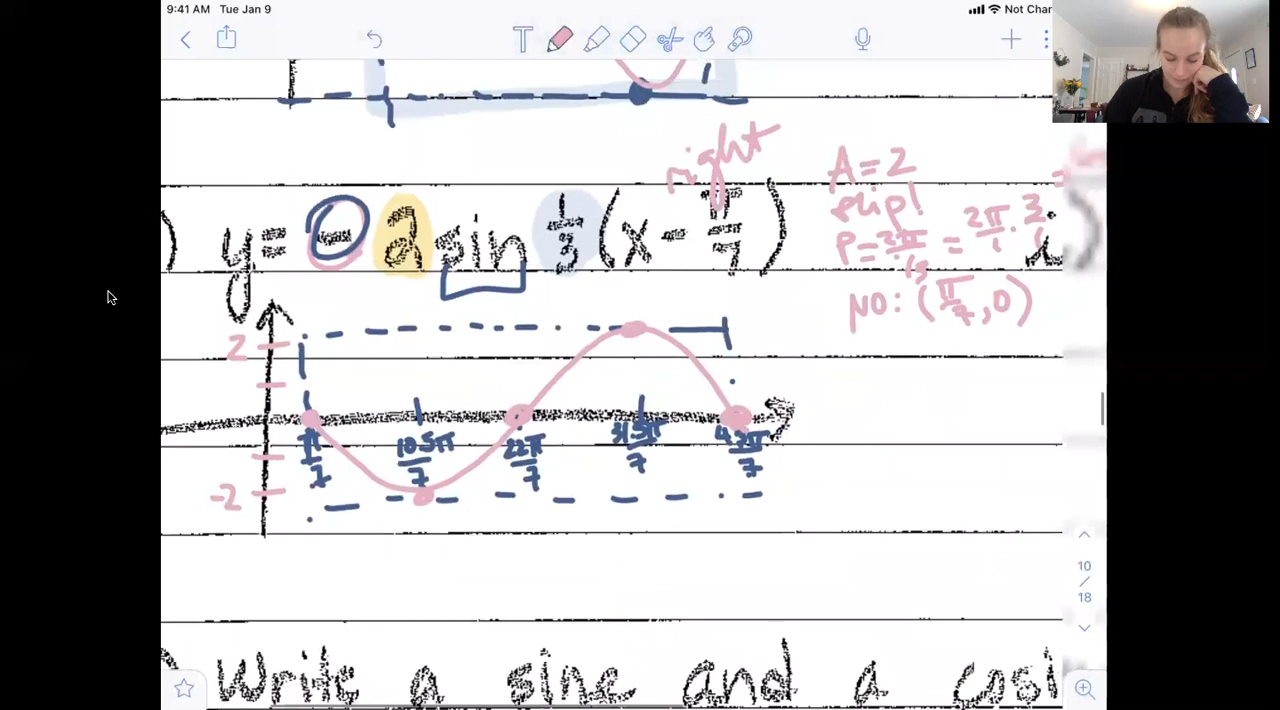 9:41 AM Tue Jan 9
Not Char
T
right
A = 2
flip!
y = - 2 sin 1/3 (x - π/7)
P = 2π/(1/3) = 2π/1 · 3/1
NO: (π/7, 0)
2
π/7 10.5π/7 22π/7 31.5π/7 42π/7
-2
10
/
18
Write a sine and a cosi